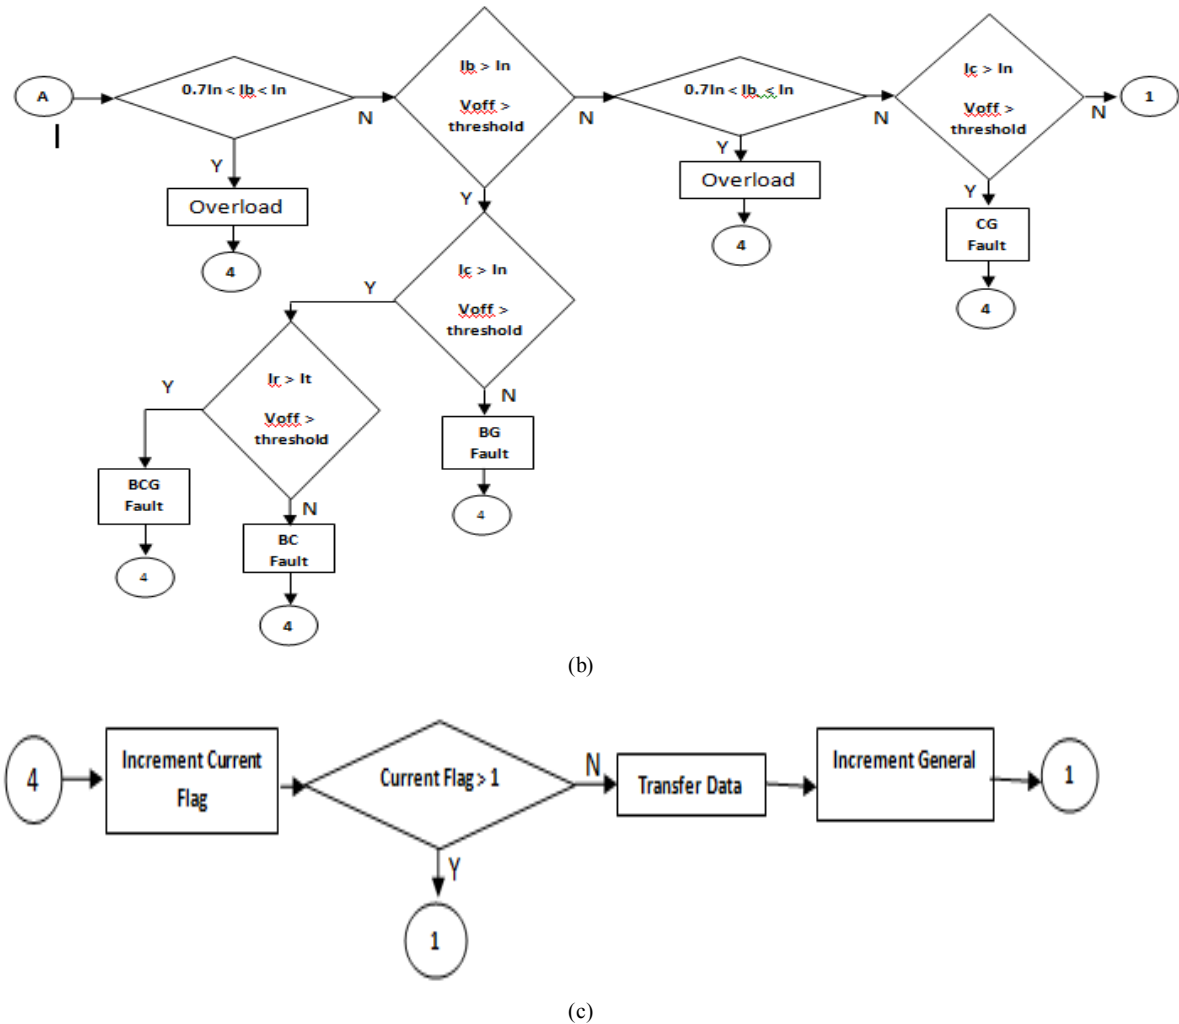 A
0.7In < Ib < In
N
Y
Overload
4
Ib > In
Voff >
threshold
N
Y
0.7In < Ib < In
N
Y
Overload
4
Ic > In
Voff >
threshold
N
1
Y
CG
Fault
4
Ic > In
Voff >
threshold
Y
N
BG
Fault
4
Ir > It
Voff >
threshold
Y
BCG
Fault
4
N
BC
Fault
4
(b)
4
Increment Current
Flag
Current Flag > 1
N
Transfer Data
Increment General
1
Y
1
(c)